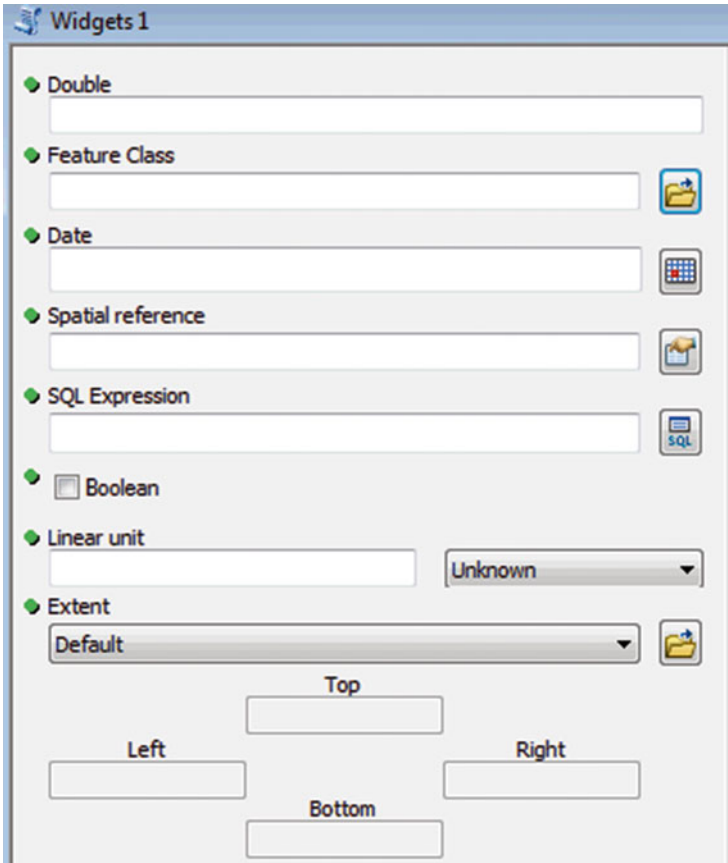 Widgets 1
Double
Feature Class
Date
Spatial reference
SQL Expression
SQL
Boolean
Linear unit
Unknown
Extent
Default
Top
Left Right
Bottom